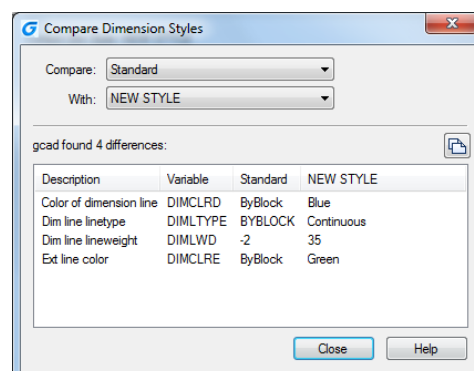 Compare Dimension Styles
Compare: Standard
With: NEW STYLE
gcad found 4 differences:
Description Variable Standard NEW STYLE
Color of dimension line DIMCLRD ByBlock Blue
Dim line linetype DIMLTYPE BYBLOCK Continuous
Dim line lineweight DIMLWD -2 35
Ext line color DIMCLRE ByBlock Green
Close Help